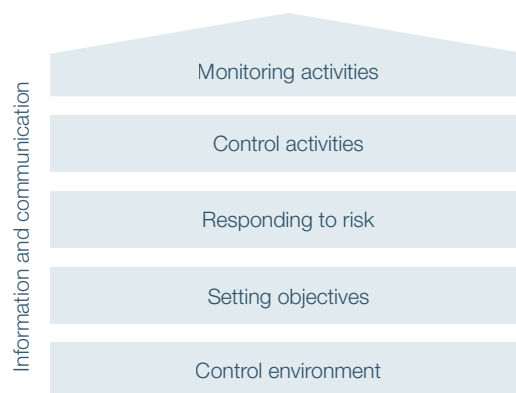 Monitoring activities
Control activities
Responding to risk
Setting objectives
Control environment
Information and communication